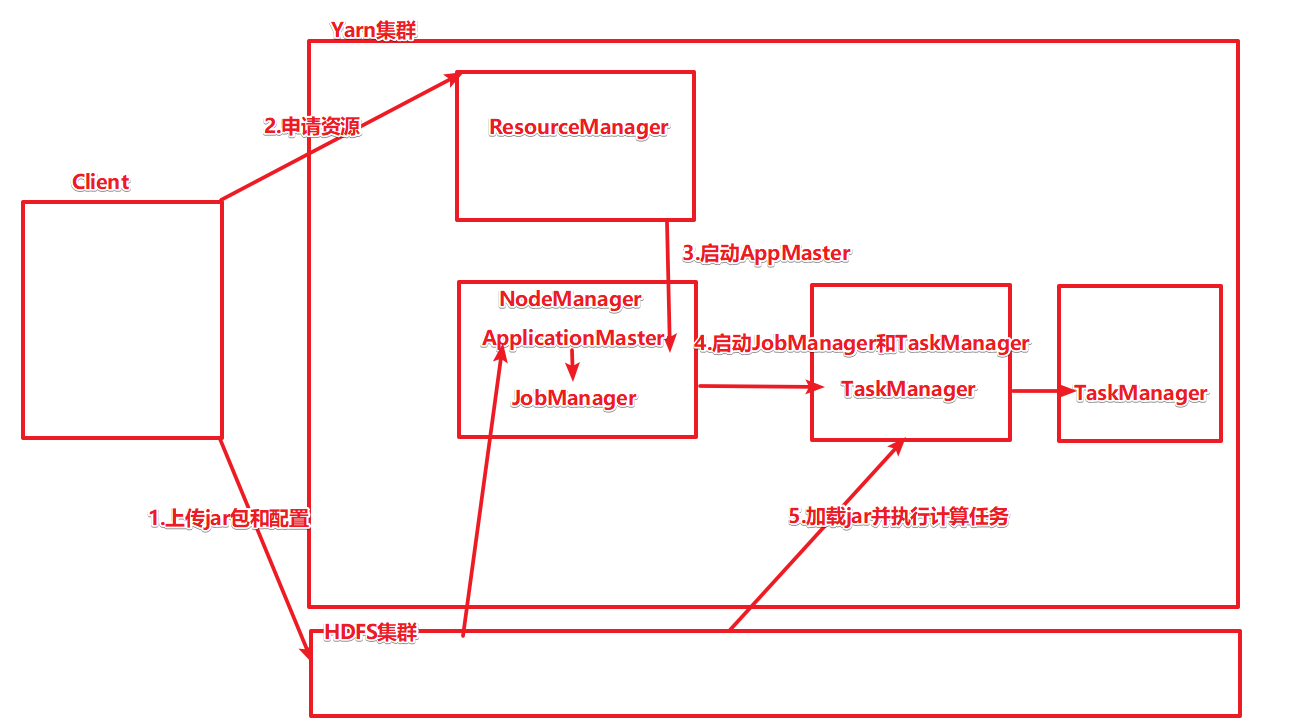 Yarn集群
ResourceManager
2.申请资源
Client
3.启动AppMaster
NodeManager
ApplicationMaster
4.启动JobManager和TaskManager
JobManager
TaskManager
TaskManager
1.上传jar包和配置
5.加载jar并执行计算任务
HDFS集群